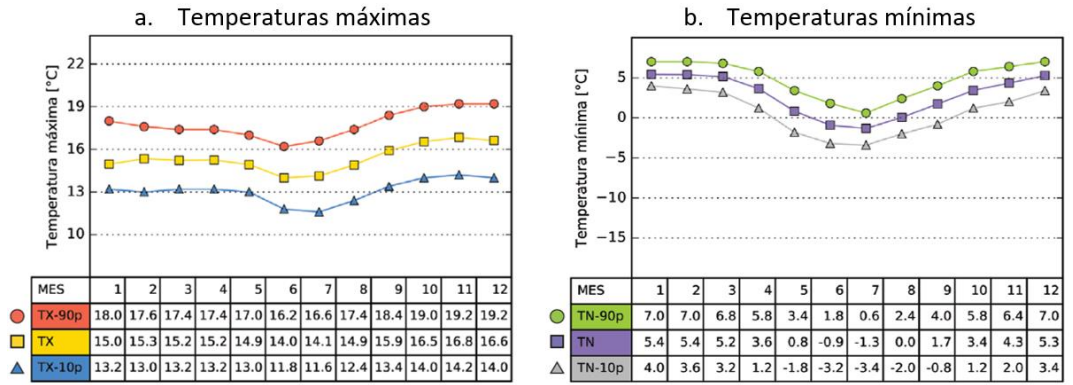 a. Temperaturas máximas
Temperatura máxima [°C]
22
19
16
13
10
MES 1 2 3 4 5 6 7 8 9 10 11 12
TX-90p 18.0 17.6 17.4 17.4 17.0 16.2 16.6 17.4 18.4 19.0 19.2 19.2
TX 15.0 15.3 15.2 15.2 14.9 14.0 14.1 14.9 15.9 16.5 16.8 16.6
TX-10p 13.2 13.0 13.2 13.2 13.0 11.8 11.6 12.4 13.4 14.0 14.2 14.0
b. Temperaturas mínimas
Temperatura mínima [°C]
5
0
−5
−10
−15
MES 1 2 3 4 5 6 7 8 9 10 11 12
TN-90p 7.0 7.0 6.8 5.8 3.4 1.8 0.6 2.4 4.0 5.8 6.4 7.0
TN 5.4 5.4 5.2 3.6 0.8 -0.9 -1.3 0.0 1.7 3.4 4.3 5.3
TN-10p 4.0 3.6 3.2 1.2 -1.8 -3.2 -3.4 -2.0 -0.8 1.2 2.0 3.4